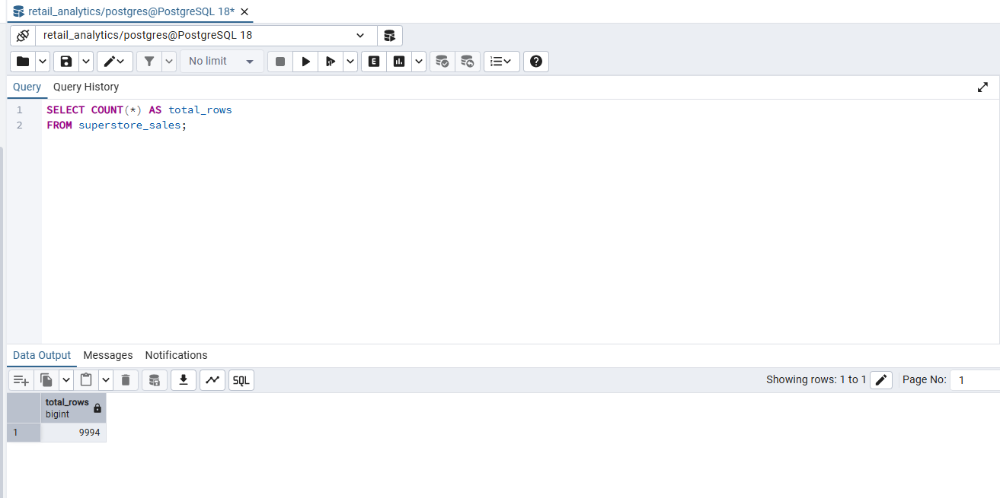 retail_analytics/postgres@PostgreSQL 18*
retail_analytics/postgres@PostgreSQL 18
No limit
E
Query Query History
1 SELECT COUNT(*) AS total_rows
2 FROM superstore_sales;
Data Output Messages Notifications
SQL Showing rows: 1 to 1 Page No: 1
total_rows
bigint
1 9994